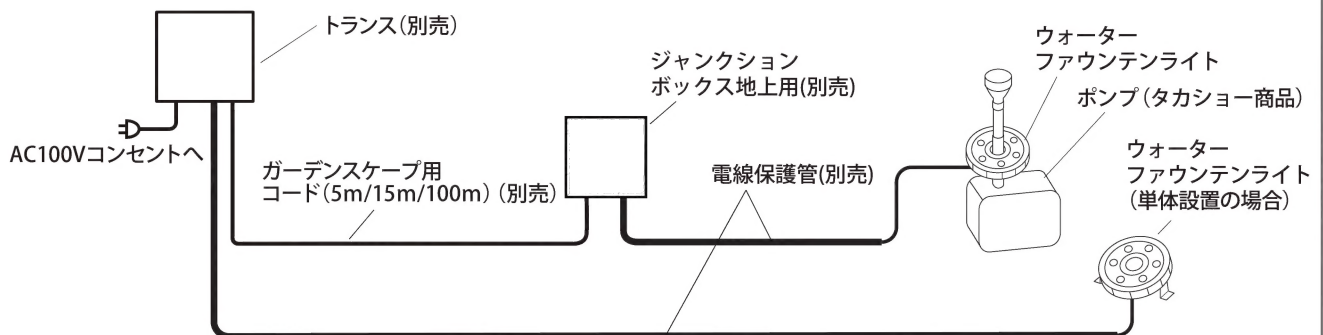 トランス(別売)
AC100Vコンセントへ
ガーデンスケープ用
コード(5m/15m/100m)(別売)
ジャンクション
ボックス地上用(別売)
電線保護管(別売)
ウォーター
ファウンテンライト
ポンプ(タカショー商品)
ウォーター
ファウンテンライト
(単体設置の場合)